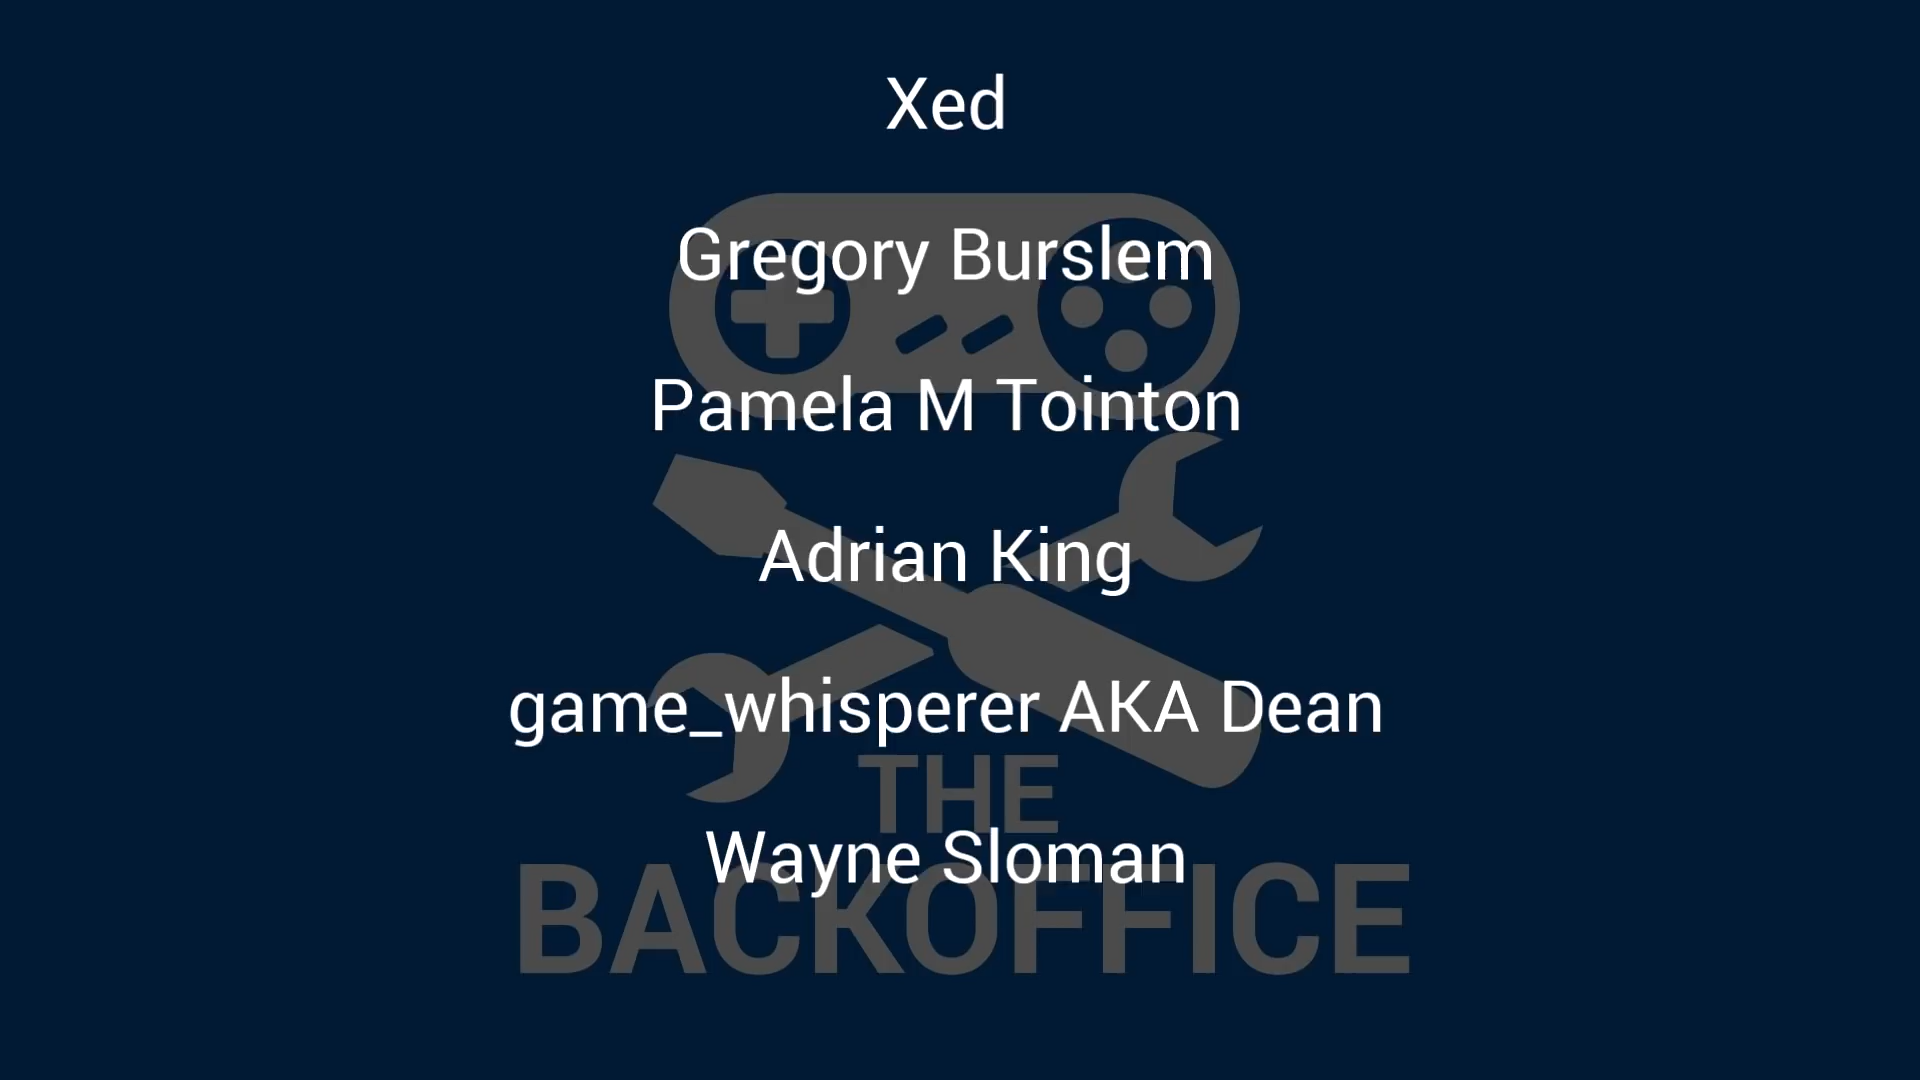 Xed
Gregory Burslem
Pamela M Tointon
Adrian King
game_whisperer AKA Dean
THE
Wayne Sloman
BACKOFFICE